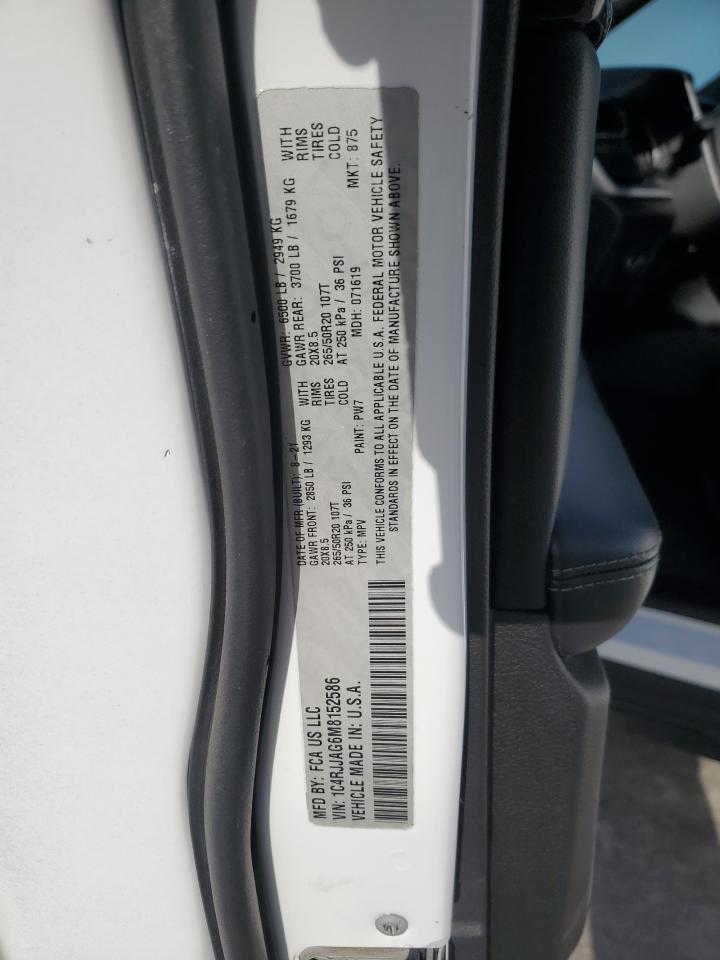 MFD BY: FCA US LLC
VIN: 1C4RJJAG6M8152586
VEHICLE MADE IN: U.S.A.
DATE OF MFR (BUILT): 8-21 GVWR: 6500 LB / 2949 KG
GAWR FRONT: 2850 LB / 1293 KG WITH GAWR REAR: 3700 LB / 1679 KG WITH
20X8.5 RIMS 20X8.5 RIMS
265/50R20 107T TIRES 265/50R20 107T TIRES
AT 250 kPa / 36 PSI COLD AT 250 kPa / 36 PSI COLD
TYPE: MPV PAINT: PW7 MDH: 071619 MKT: 875
THIS VEHICLE CONFORMS TO ALL APPLICABLE U.S.A. FEDERAL MOTOR VEHICLE SAFETY
STANDARDS IN EFFECT ON THE DATE OF MANUFACTURE SHOWN ABOVE.